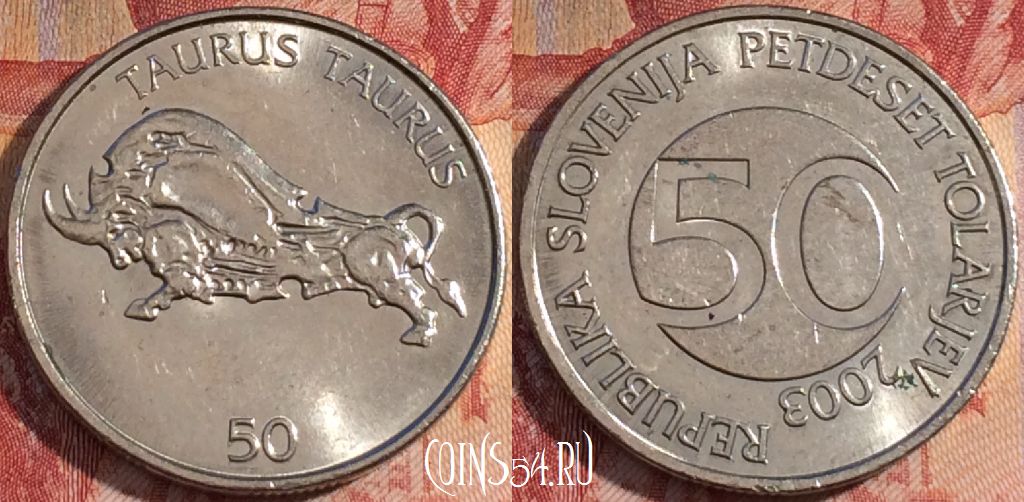 TAURUS TAURUS
50
REPUBLIKA SLOVENIJA PETDESET TOLARJEV 2003
50
COINS54.RU